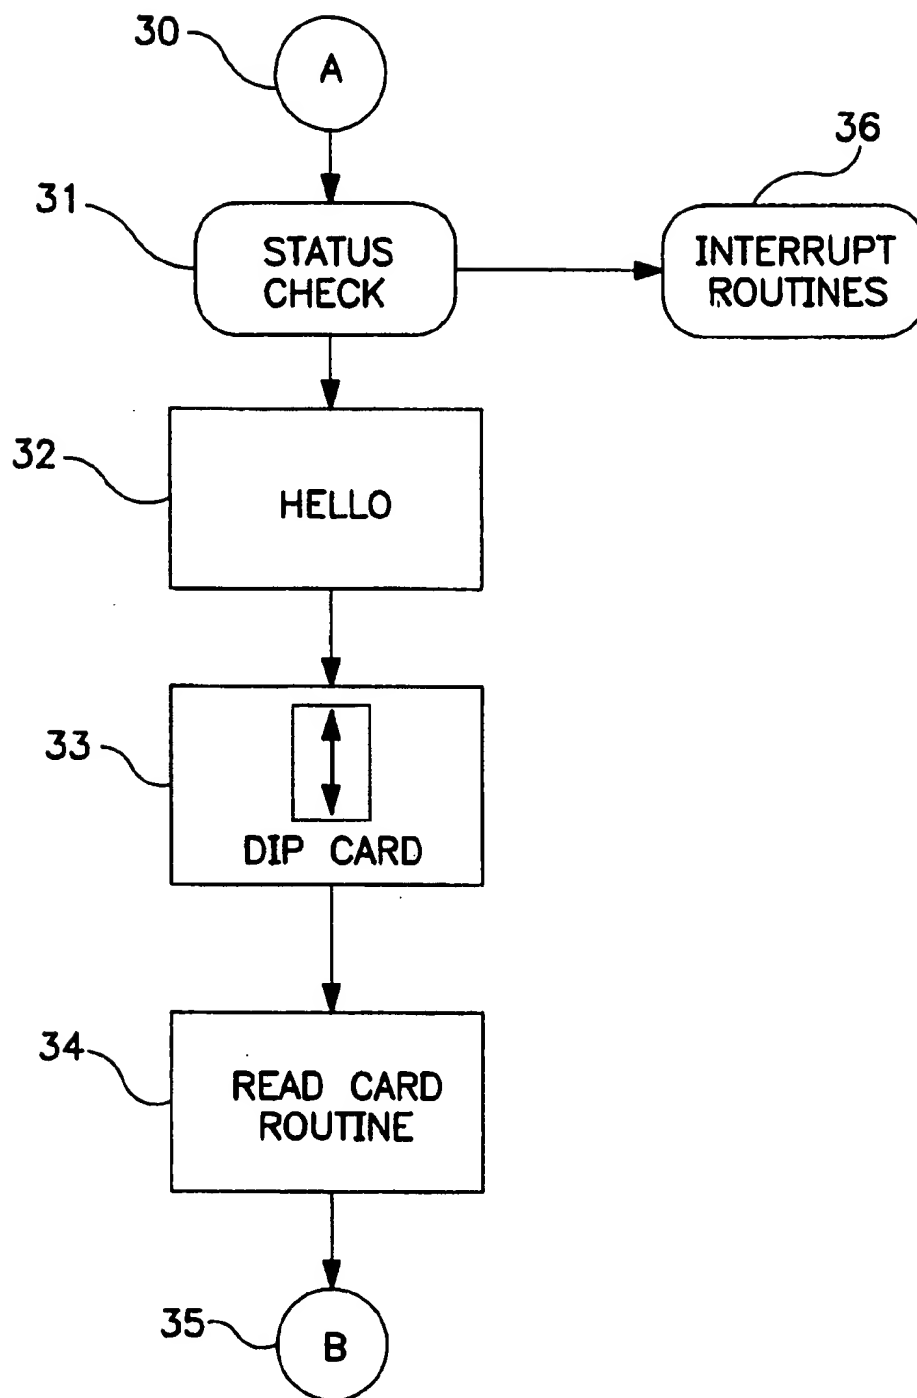 30
A
31
STATUS
CHECK
36
INTERRUPT
ROUTINES
32
HELLO
33
DIP CARD
34
READ CARD
ROUTINE
35
B